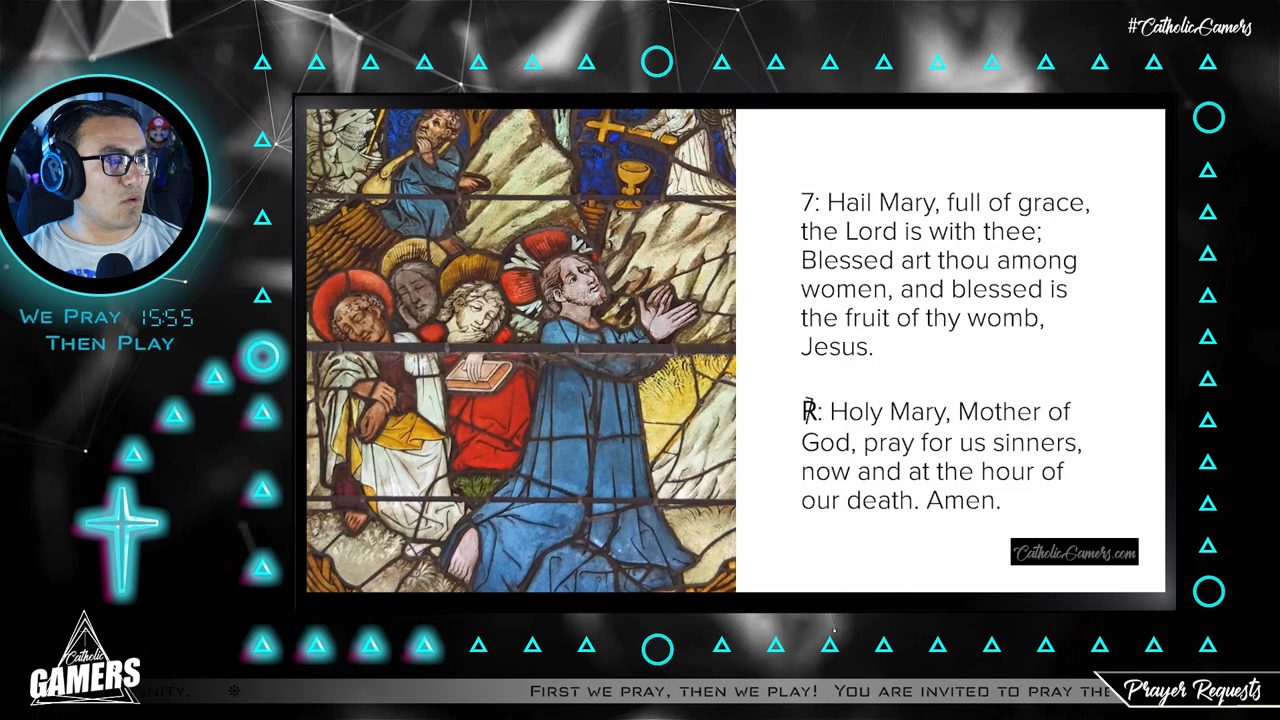 #CatholicGamers
We Pray 15:55
Then Play
7: Hail Mary, full of grace,
the Lord is with thee;
Blessed art thou among
women, and blessed is
the fruit of thy womb,
Jesus.
℟: Holy Mary, Mother of
God, pray for us sinners,
now and at the hour of
our death. Amen.
CatholicGamers.com
Catholic
GAMERS
First we pray, then we play! You are invited to pray the
Prayer Requests